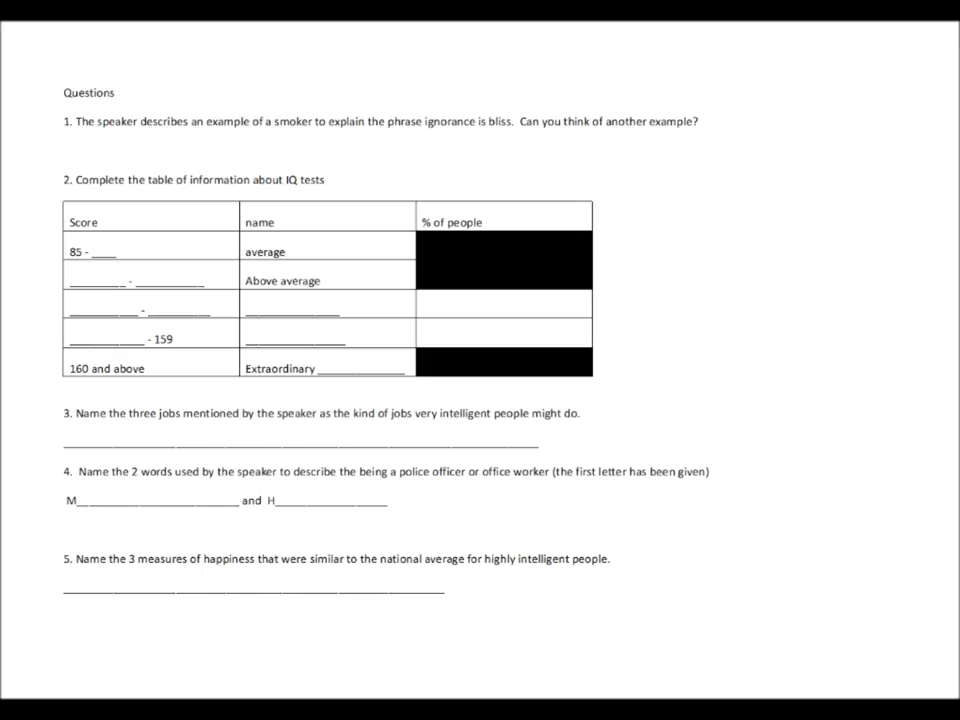 Questions
1. The speaker describes an example of a smoker to explain the phrase ignorance is bliss.  Can you think of another example?
2. Complete the table of information about IQ tests
Score name % of people
85 - ____ average
_________ - ___________ Above average
___________ - __________ _______________
____________ - 159 ________________
160 and above Extraordinary ______________
3. Name the three jobs mentioned by the speaker as the kind of jobs very intelligent people might do.
____________________________________________________________________________
4.  Name the 2 words used by the speaker to describe the being a police officer or office worker (the first letter has been given)
M__________________________ and  H__________________
5. Name the 3 measures of happiness that were similar to the national average for highly intelligent people.
_____________________________________________________________